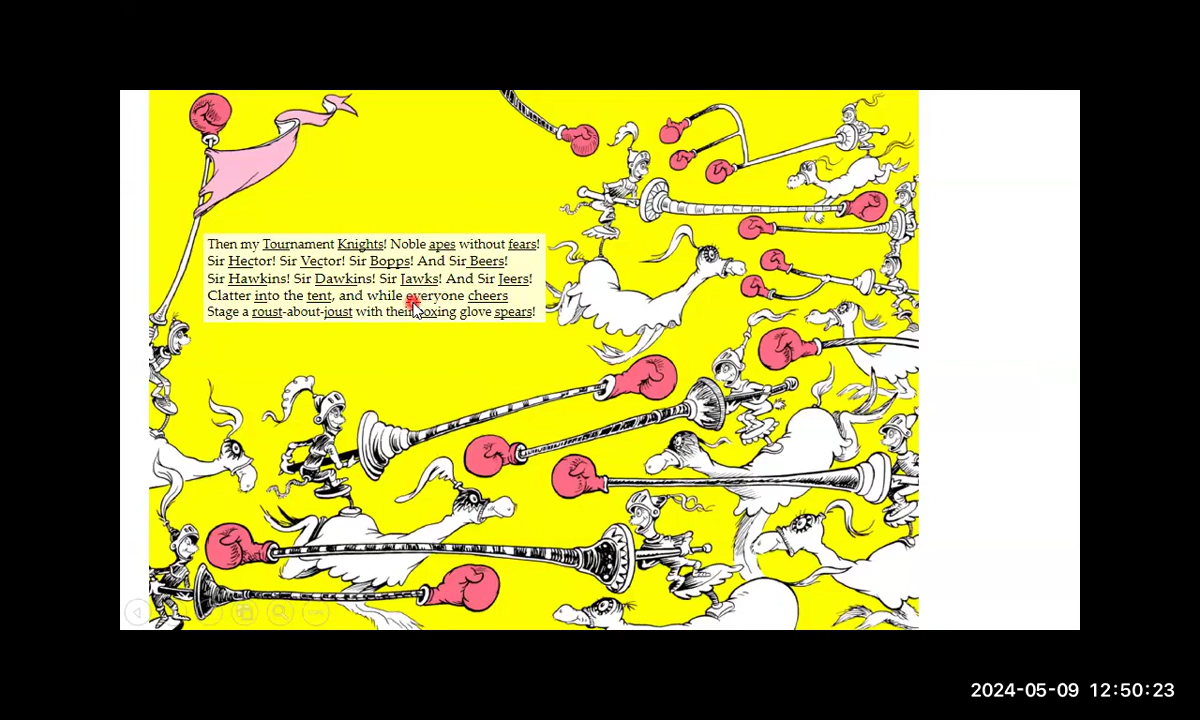 Then my Tournament Knights! Noble apes without fears!
Sir Hector! Sir Vector! Sir Bopps! And Sir Beers!
Sir Hawkins! Sir Dawkins! Sir Jawks! And Sir Jeers!
Clatter into the tent, and while everyone cheers
Stage a roust-about-joust with their boxing glove spears!
2024-05-09 12:50:23